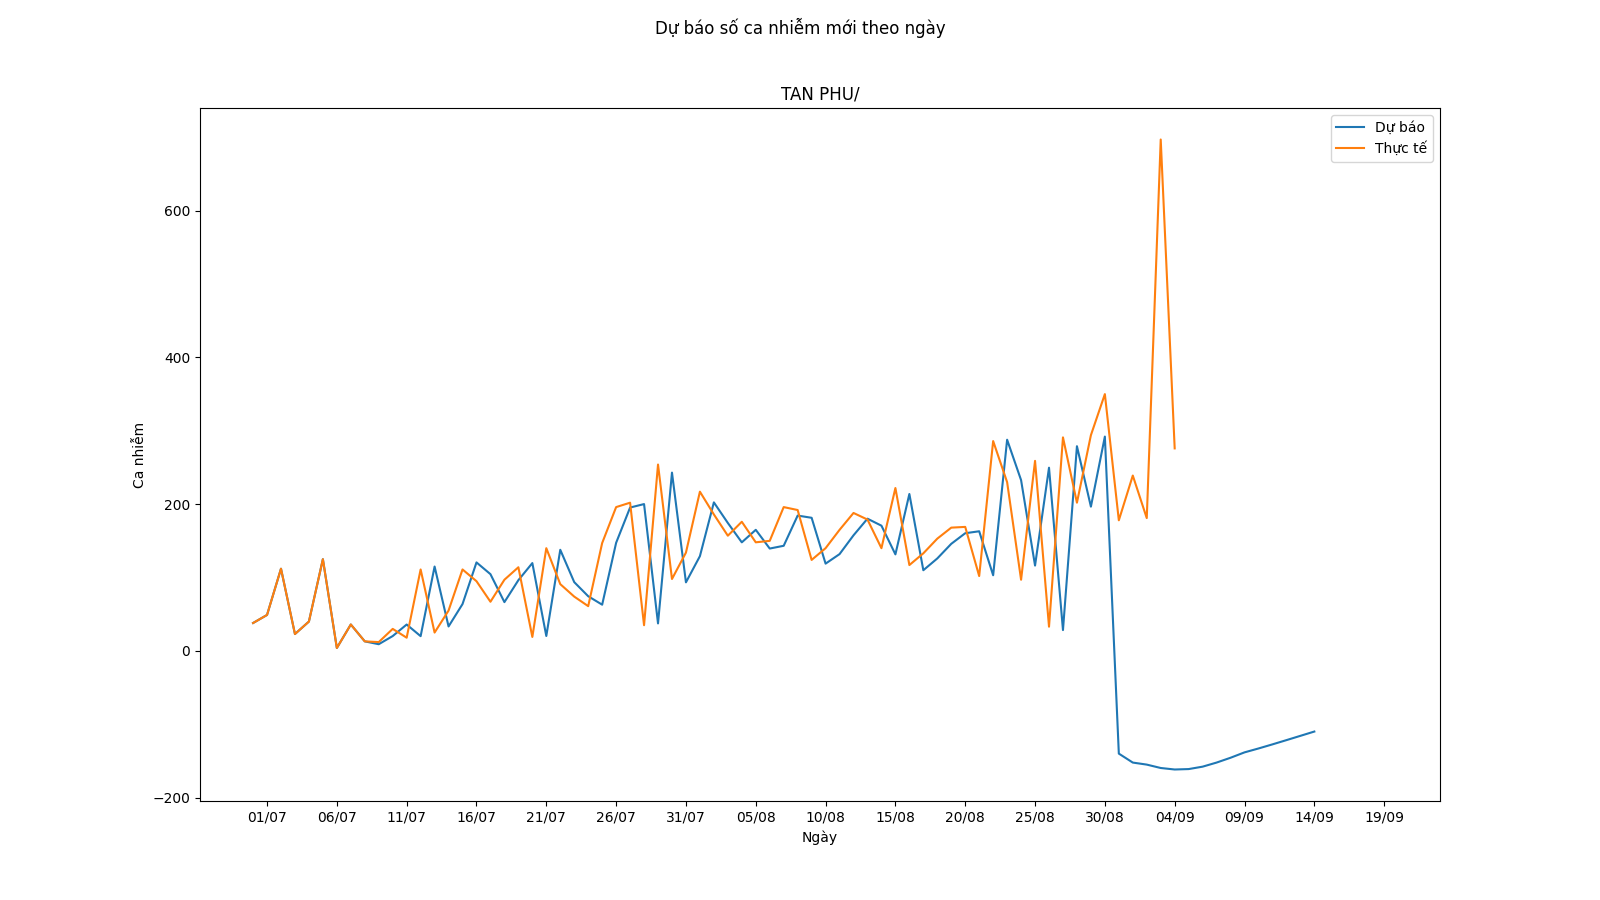 Dự báo số ca nhiễm mới theo ngày
TAN PHU/
Dự báo
Thực tế
600
400
200
0
−200
Ca nhiễm
01/07 06/07 11/07 16/07 21/07 26/07 31/07 05/08 10/08 15/08 20/08 25/08 30/08 04/09 09/09 14/09 19/09
Ngày